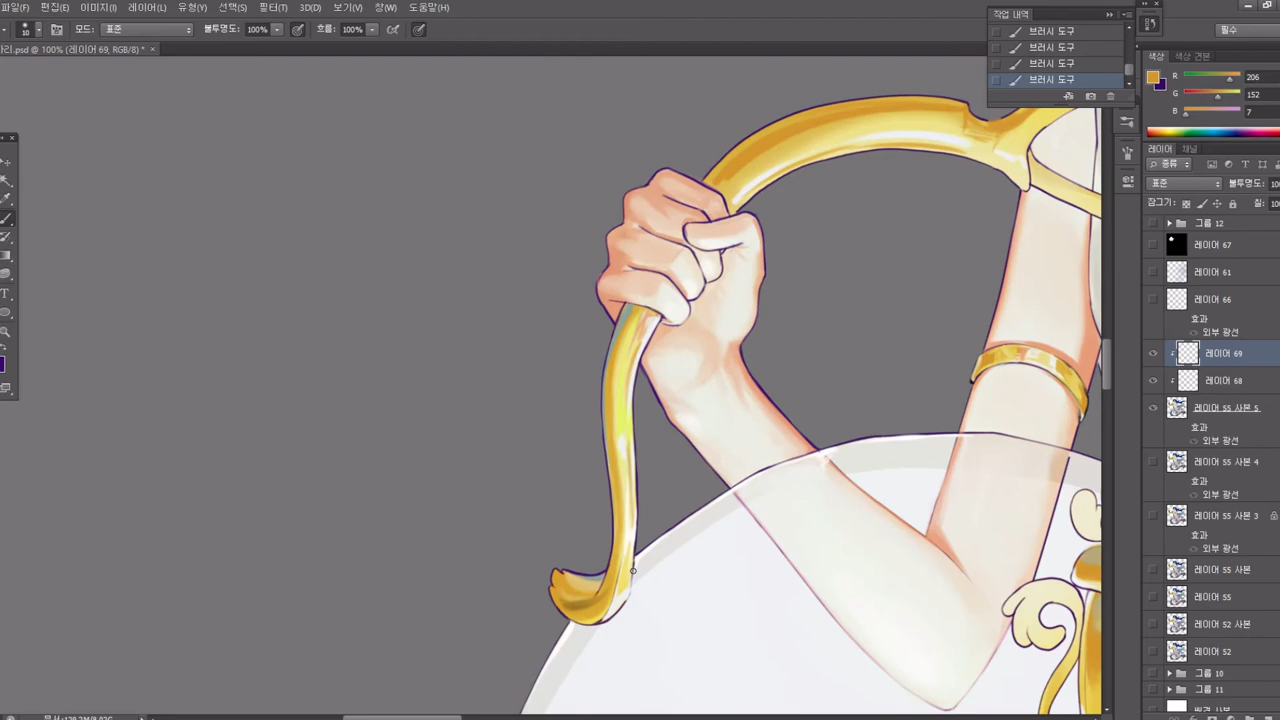 파일(F) 편집(E) 이미지(I) 레이어(L) 유형(Y) 선택(S) 필터(T) 3D(D) 보기(V) 창(W) 도움말(H)
10 모드: 표준 불투명도: 100% 흐름: 100%
리.psd @ 100% (레이어 69, RGB/8) * ×
작업 내역
브러시 도구
브러시 도구
브러시 도구
브러시 도구
필수
색상 색상 견본
R 206
G 152
B 7
레이어 채널
종류
표준 불투명도: 100
잠그기: 칠: 100
그룹 12
레이어 67
레이어 61
레이어 66
효과
외부 광선
레이어 69
레이어 68
레이어 55 사본 5
효과
외부 광선
레이어 55 사본 4
효과
외부 광선
레이어 55 사본 3
효과
외부 광선
레이어 55 사본
레이어 55
레이어 52 사본
레이어 52
그룹 10
그룹 11